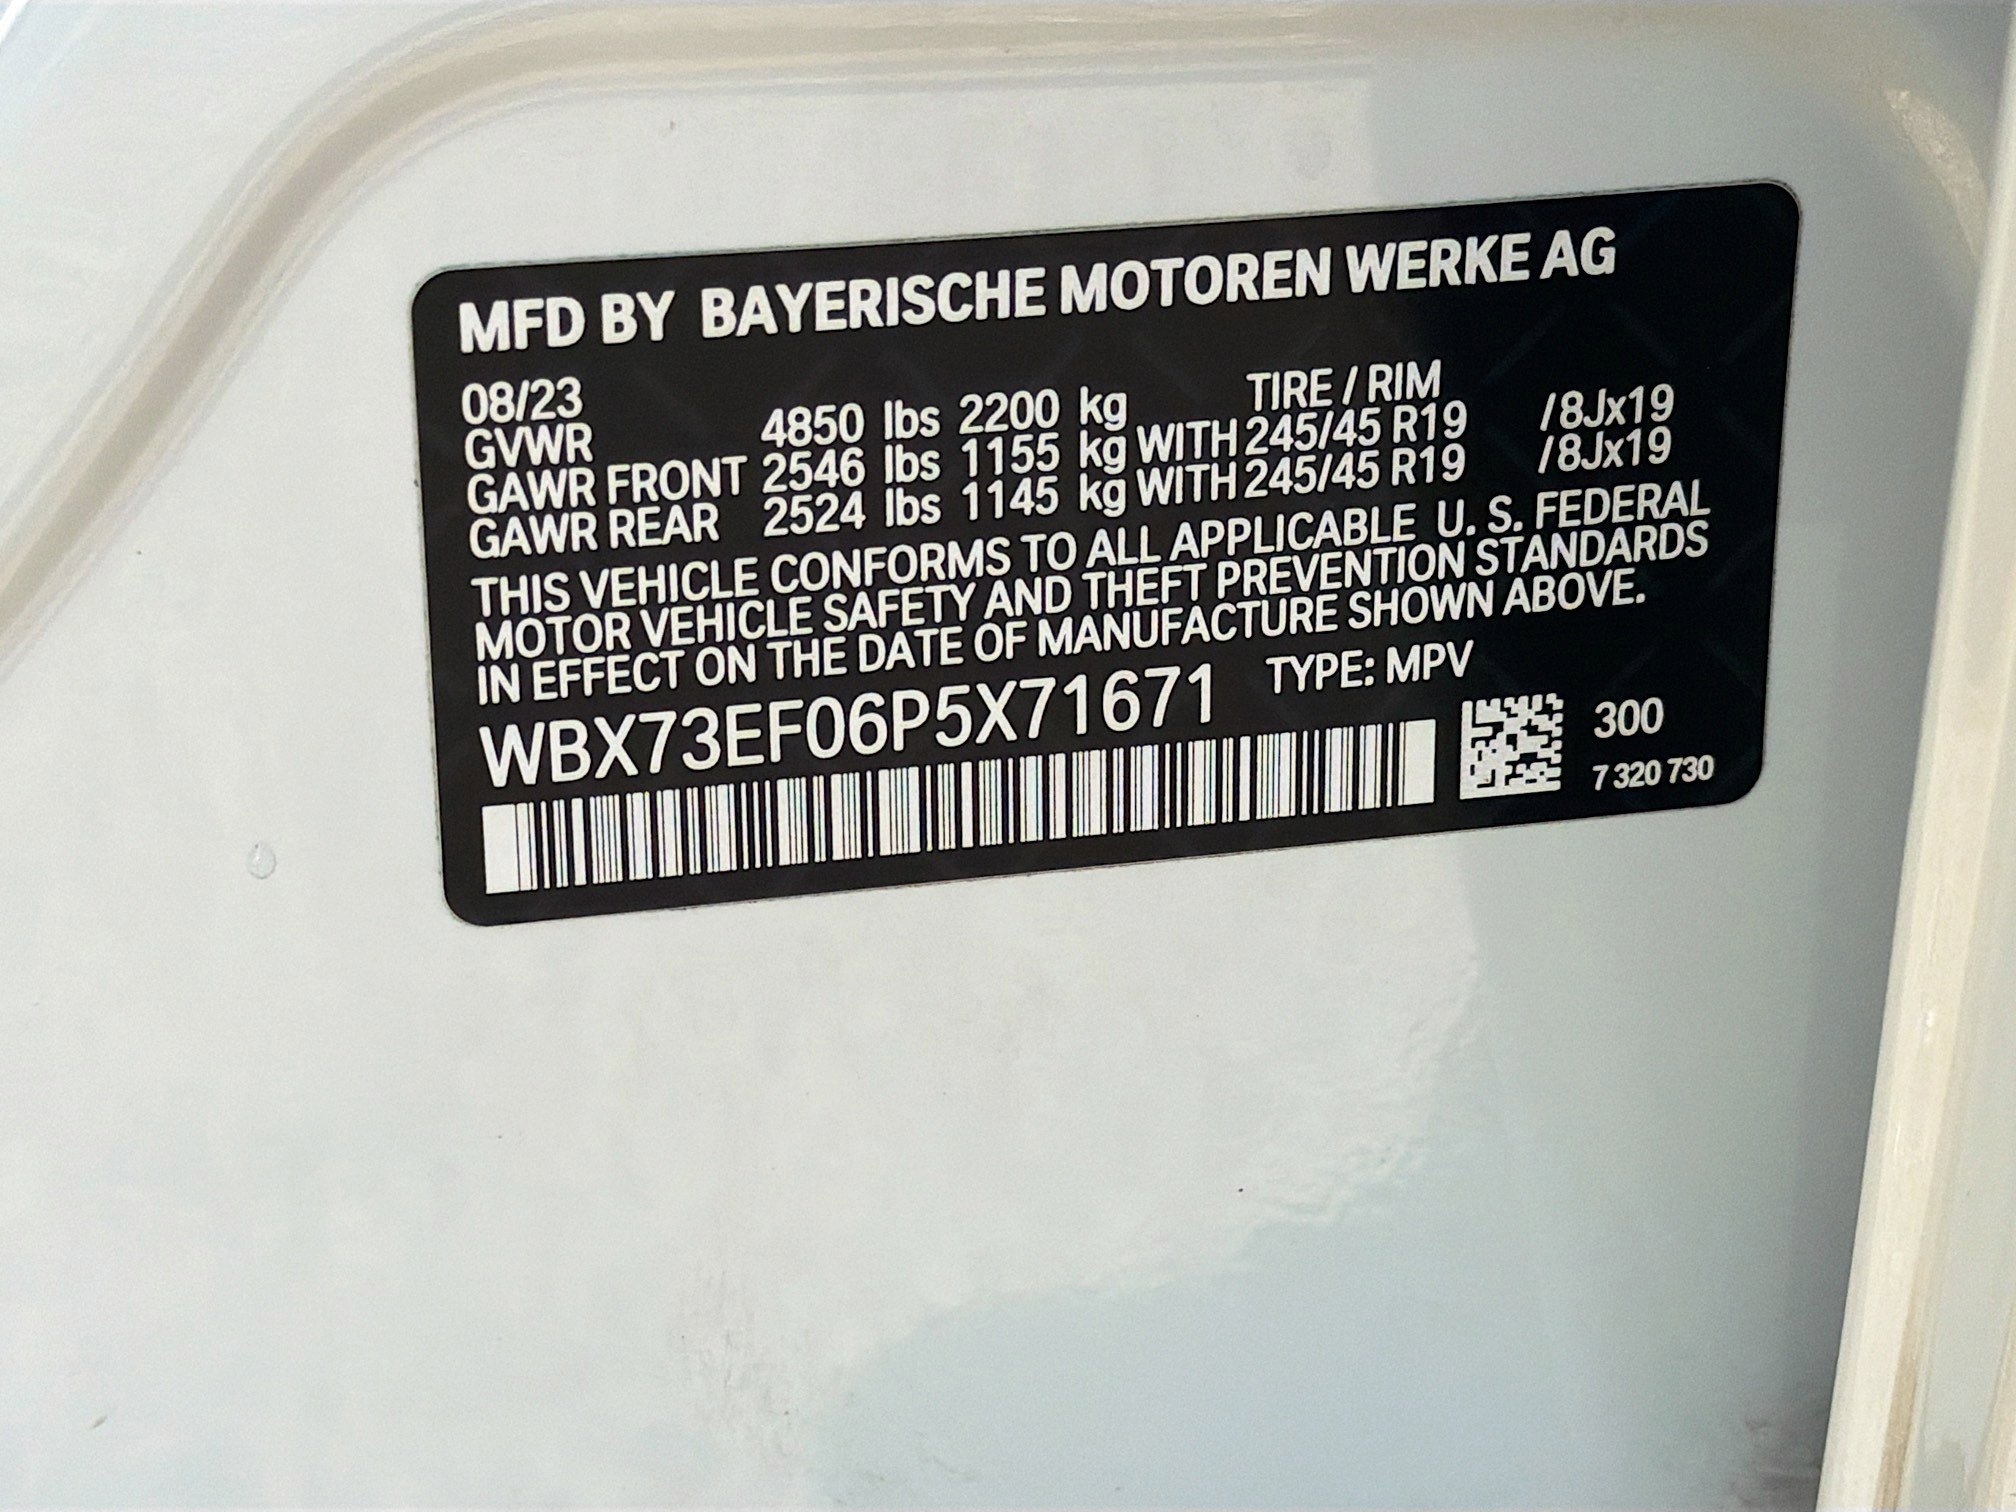 MFD BY BAYERISCHE MOTOREN WERKE AG
08/23 TIRE / RIM
GVWR 4850 lbs 2200 kg
GAWR FRONT 2546 lbs 1155 kg WITH 245/45 R19 /8Jx19
GAWR REAR 2524 lbs 1145 kg WITH 245/45 R19 /8Jx19
THIS VEHICLE CONFORMS TO ALL APPLICABLE U. S. FEDERAL
MOTOR VEHICLE SAFETY AND THEFT PREVENTION STANDARDS
IN EFFECT ON THE DATE OF MANUFACTURE SHOWN ABOVE.
WBX73EF06P5X71671 TYPE: MPV
300
7 320 730